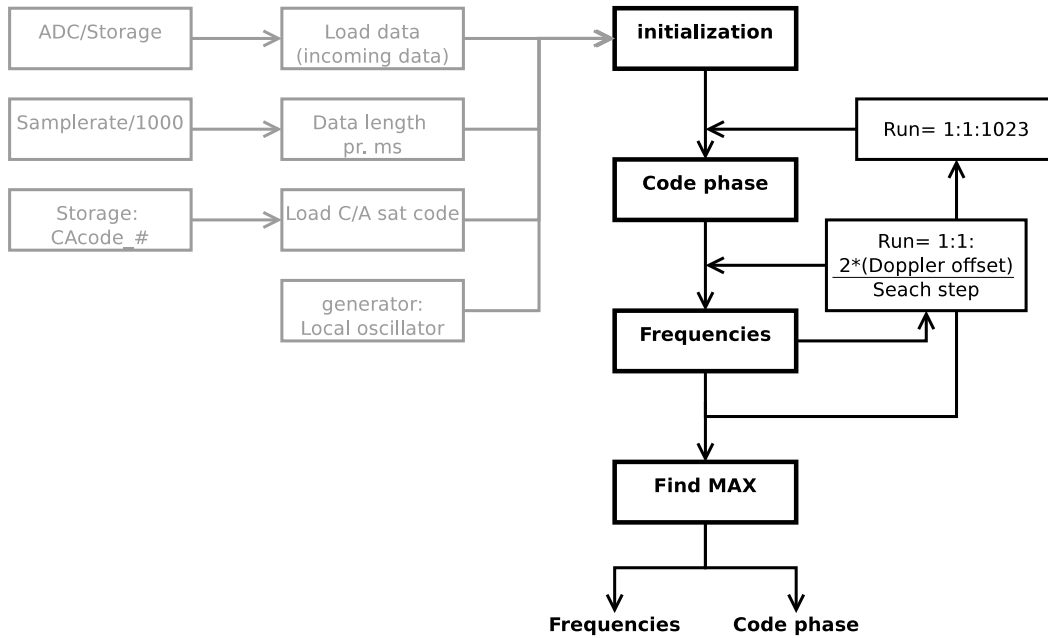 ADC/Storage
Load data
(incoming data)
initialization
Samplerate/1000
Data length
pr. ms
Run= 1:1:1023
Storage:
CAcode_#
Load C/A sat code
Code phase
Run= 1:1:
2*(Doppler offset)
Seach step
generator:
Local oscillator
Frequencies
Find MAX
Frequencies
Code phase